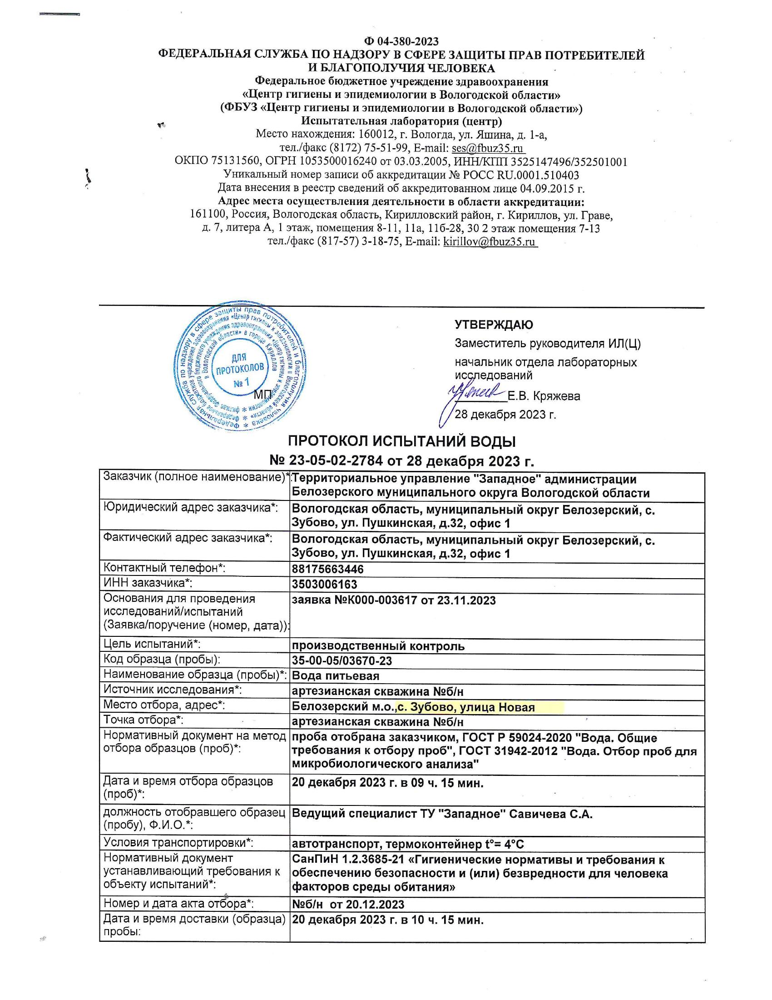 Ф 04-380-2023
ФЕДЕРАЛЬНАЯ СЛУЖБА ПО НАДЗОРУ В СФЕРЕ ЗАЩИТЫ ПРАВ ПОТРЕБИТЕЛЕЙ
И БЛАГОПОЛУЧИЯ ЧЕЛОВЕКА
Федеральное бюджетное учреждение здравоохранения
«Центр гигиены и эпидемиологии в Вологодской области»
(ФБУЗ «Центр гигиены и эпидемиологии в Вологодской области»)
Испытательная лаборатория (центр)
Место нахождения: 160012, г. Вологда, ул. Яшина, д. 1-а,
тел./факс (8172) 75-51-99, E-mail: ses@fbuz35.ru
ОКПО 75131560, ОГРН 1053500016240 от 03.03.2005, ИНН/КПП 3525147496/352501001
Уникальный номер записи об аккредитации № РОСС RU.0001.510403
Дата внесения в реестр сведений об аккредитованном лице 04.09.2015 г.
Адрес места осуществления деятельности в области аккредитации:
161100, Россия, Вологодская область, Кирилловский район, г. Кириллов, ул. Граве,
д. 7, литера А, 1 этаж, помещения 8-11, 11а, 11б-28, 30 2 этаж помещения 7-13
тел./факс (817-57) 3-18-75, E-mail: kirillov@fbuz35.ru
Федеральная служба по надзору в сфере защиты прав потребителей и благополучия человека
Федеральное бюджетное учреждение здравоохранения «Центр гигиены и эпидемиологии в Вологодской области»
филиал Федерального бюджетного учреждения здравоохранения «Центр гигиены и эпидемиологии
в Вологодской области» в городе Кириллов
ДЛЯ
ПРОТОКОЛОВ
№ 1
МП
УТВЕРЖДАЮ
Заместитель руководителя ИЛ(Ц)
начальник отдела лабораторных
исследований
Е.В. Кряжева
28 декабря 2023 г.
ПРОТОКОЛ ИСПЫТАНИЙ ВОДЫ
№ 23-05-02-2784 от 28 декабря 2023 г.
Заказчик (полное наименование)*: Территориальное управление "Западное" администрации
Белозерского муниципального округа Вологодской области
Юридический адрес заказчика*: Вологодская область, муниципальный округ Белозерский, с.
Зубово, ул. Пушкинская, д.32, офис 1
Фактический адрес заказчика*: Вологодская область, муниципальный округ Белозерский, с.
Зубово, ул. Пушкинская, д.32, офис 1
Контактный телефон*: 88175663446
ИНН заказчика*: 3503006163
Основания для проведения заявка №К000-003617 от 23.11.2023
исследований/испытаний
(Заявка/поручение (номер, дата)):
Цель испытаний*: производственный контроль
Код образца (пробы): 35-00-05/03670-23
Наименование образца (пробы)*: Вода питьевая
Источник исследования*: артезианская скважина №б/н
Место отбора, адрес*: Белозерский м.о.,с. Зубово, улица Новая
Точка отбора*: артезианская скважина №б/н
Нормативный документ на метод проба отобрана заказчиком, ГОСТ Р 59024-2020 "Вода. Общие
отбора образцов (проб)*: требования к отбору проб", ГОСТ 31942-2012 "Вода. Отбор проб для
микробиологического анализа"
Дата и время отбора образцов 20 декабря 2023 г. в 09 ч. 15 мин.
(проб)*:
должность отобравшего образец Ведущий специалист ТУ "Западное" Савичева С.А.
(пробу), Ф.И.О.*:
Условия транспортировки*: автотранспорт, термоконтейнер t°= 4°С
Нормативный документ СанПиН 1.2.3685-21 «Гигиенические нормативы и требования к
устанавливающий требования к обеспечению безопасности и (или) безвредности для человека
объекту испытаний*: факторов среды обитания»
Номер и дата акта отбора*: №б/н от 20.12.2023
Дата и время доставки (образца) 20 декабря 2023 г. в 10 ч. 15 мин.
пробы: